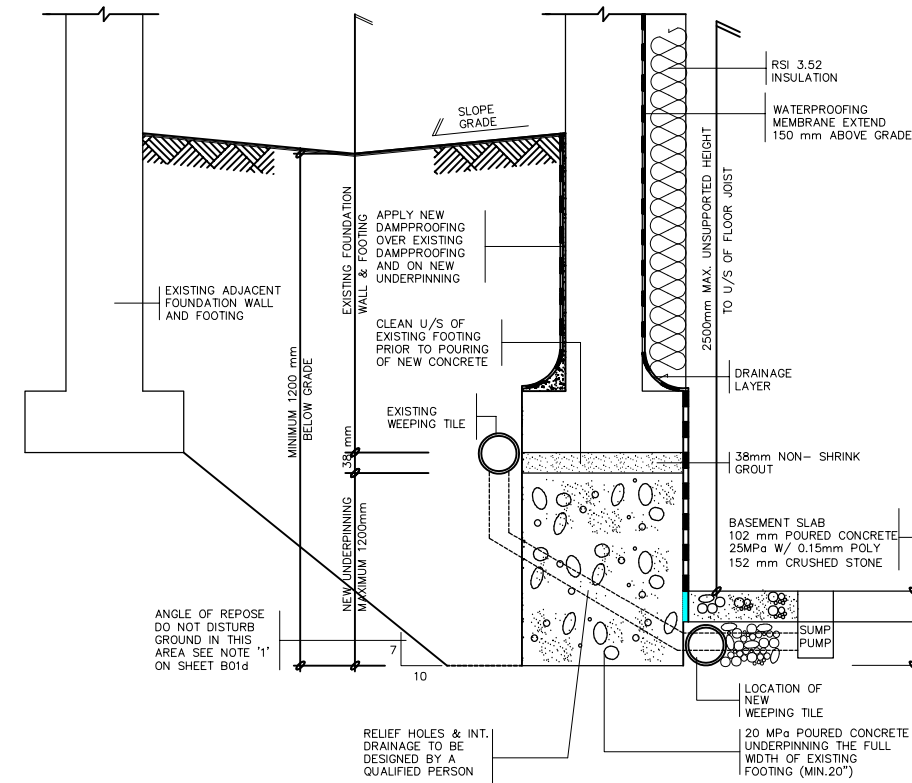 RSI 3.52
INSULATION
SLOPE
GRADE
WATERPROOFING
MEMBRANE EXTEND
150 mm ABOVE GRADE
2500mm MAX. UNSUPPORTED HEIGHT
TO U/S OF FLOOR JOIST
EXISTING FOUNDATION
WALL & FOOTING
APPLY NEW
DAMPPROOFING
OVER EXISTING
DAMPPROOFING
AND ON NEW
UNDERPINNING
EXISTING ADJACENT
FOUNDATION WALL
AND FOOTING
CLEAN U/S OF
EXISTING FOOTING
PRIOR TO POURING
OF NEW CONCRETE
MINIMUM 1200 mm
BELOW GRADE
DRAINAGE
LAYER
EXISTING
WEEPING TILE
38 mm
38mm NON- SHRINK
GROUT
NEW UNDERPINNING
MAXIMUM 1200mm
BASEMENT SLAB
102 mm POURED CONCRETE
25MPa W/ 0.15mm POLY
152 mm CRUSHED STONE
ANGLE OF REPOSE
DO NOT DISTURB
GROUND IN THIS
AREA SEE NOTE '1'
ON SHEET B01d
7
10
SUMP
PUMP
LOCATION OF
NEW
WEEPING TILE
RELIEF HOLES & INT.
DRAINAGE TO BE
DESIGNED BY A
QUALIFIED PERSON
20 MPa POURED CONCRETE
UNDERPINNING THE FULL
WIDTH OF EXISTING
FOOTING (MIN.20")